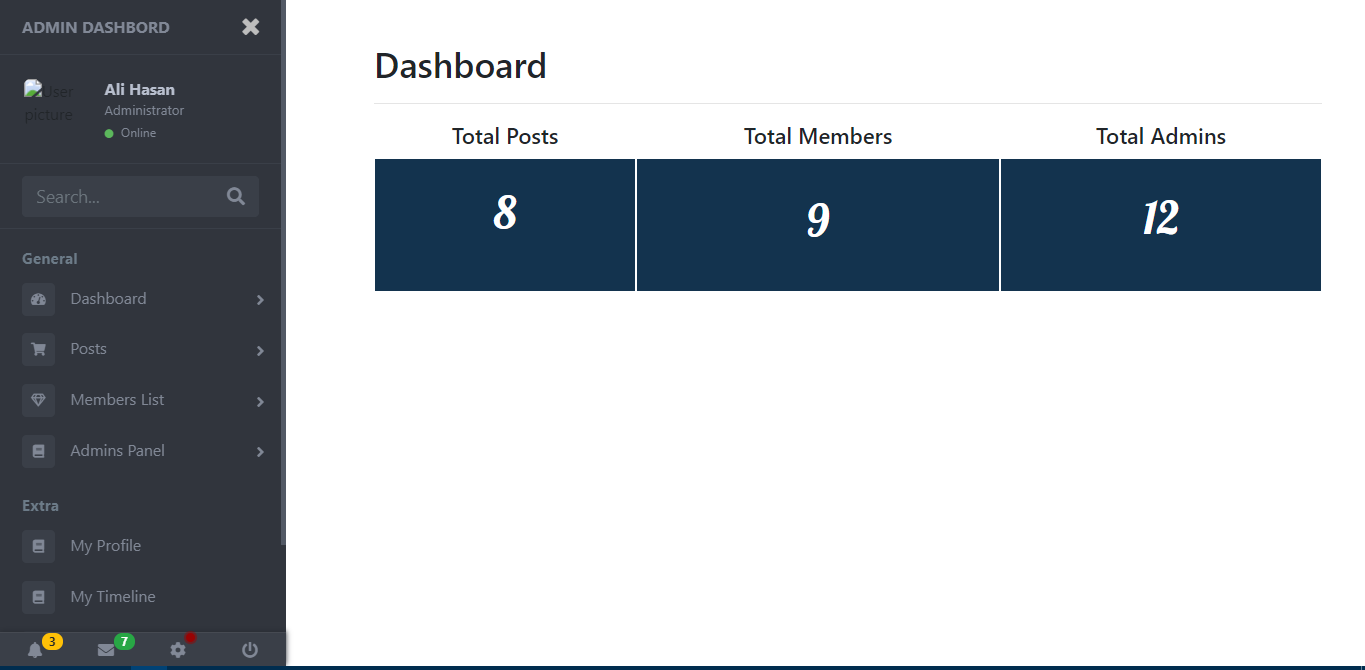 ADMIN DASHBORD
User picture
Ali Hasan
Administrator
Online
Search...
General
Dashboard
Posts
Members List
Admins Panel
Extra
My Profile
My Timeline
3
7
Dashboard
Total Posts
Total Members
Total Admins
8
9
12